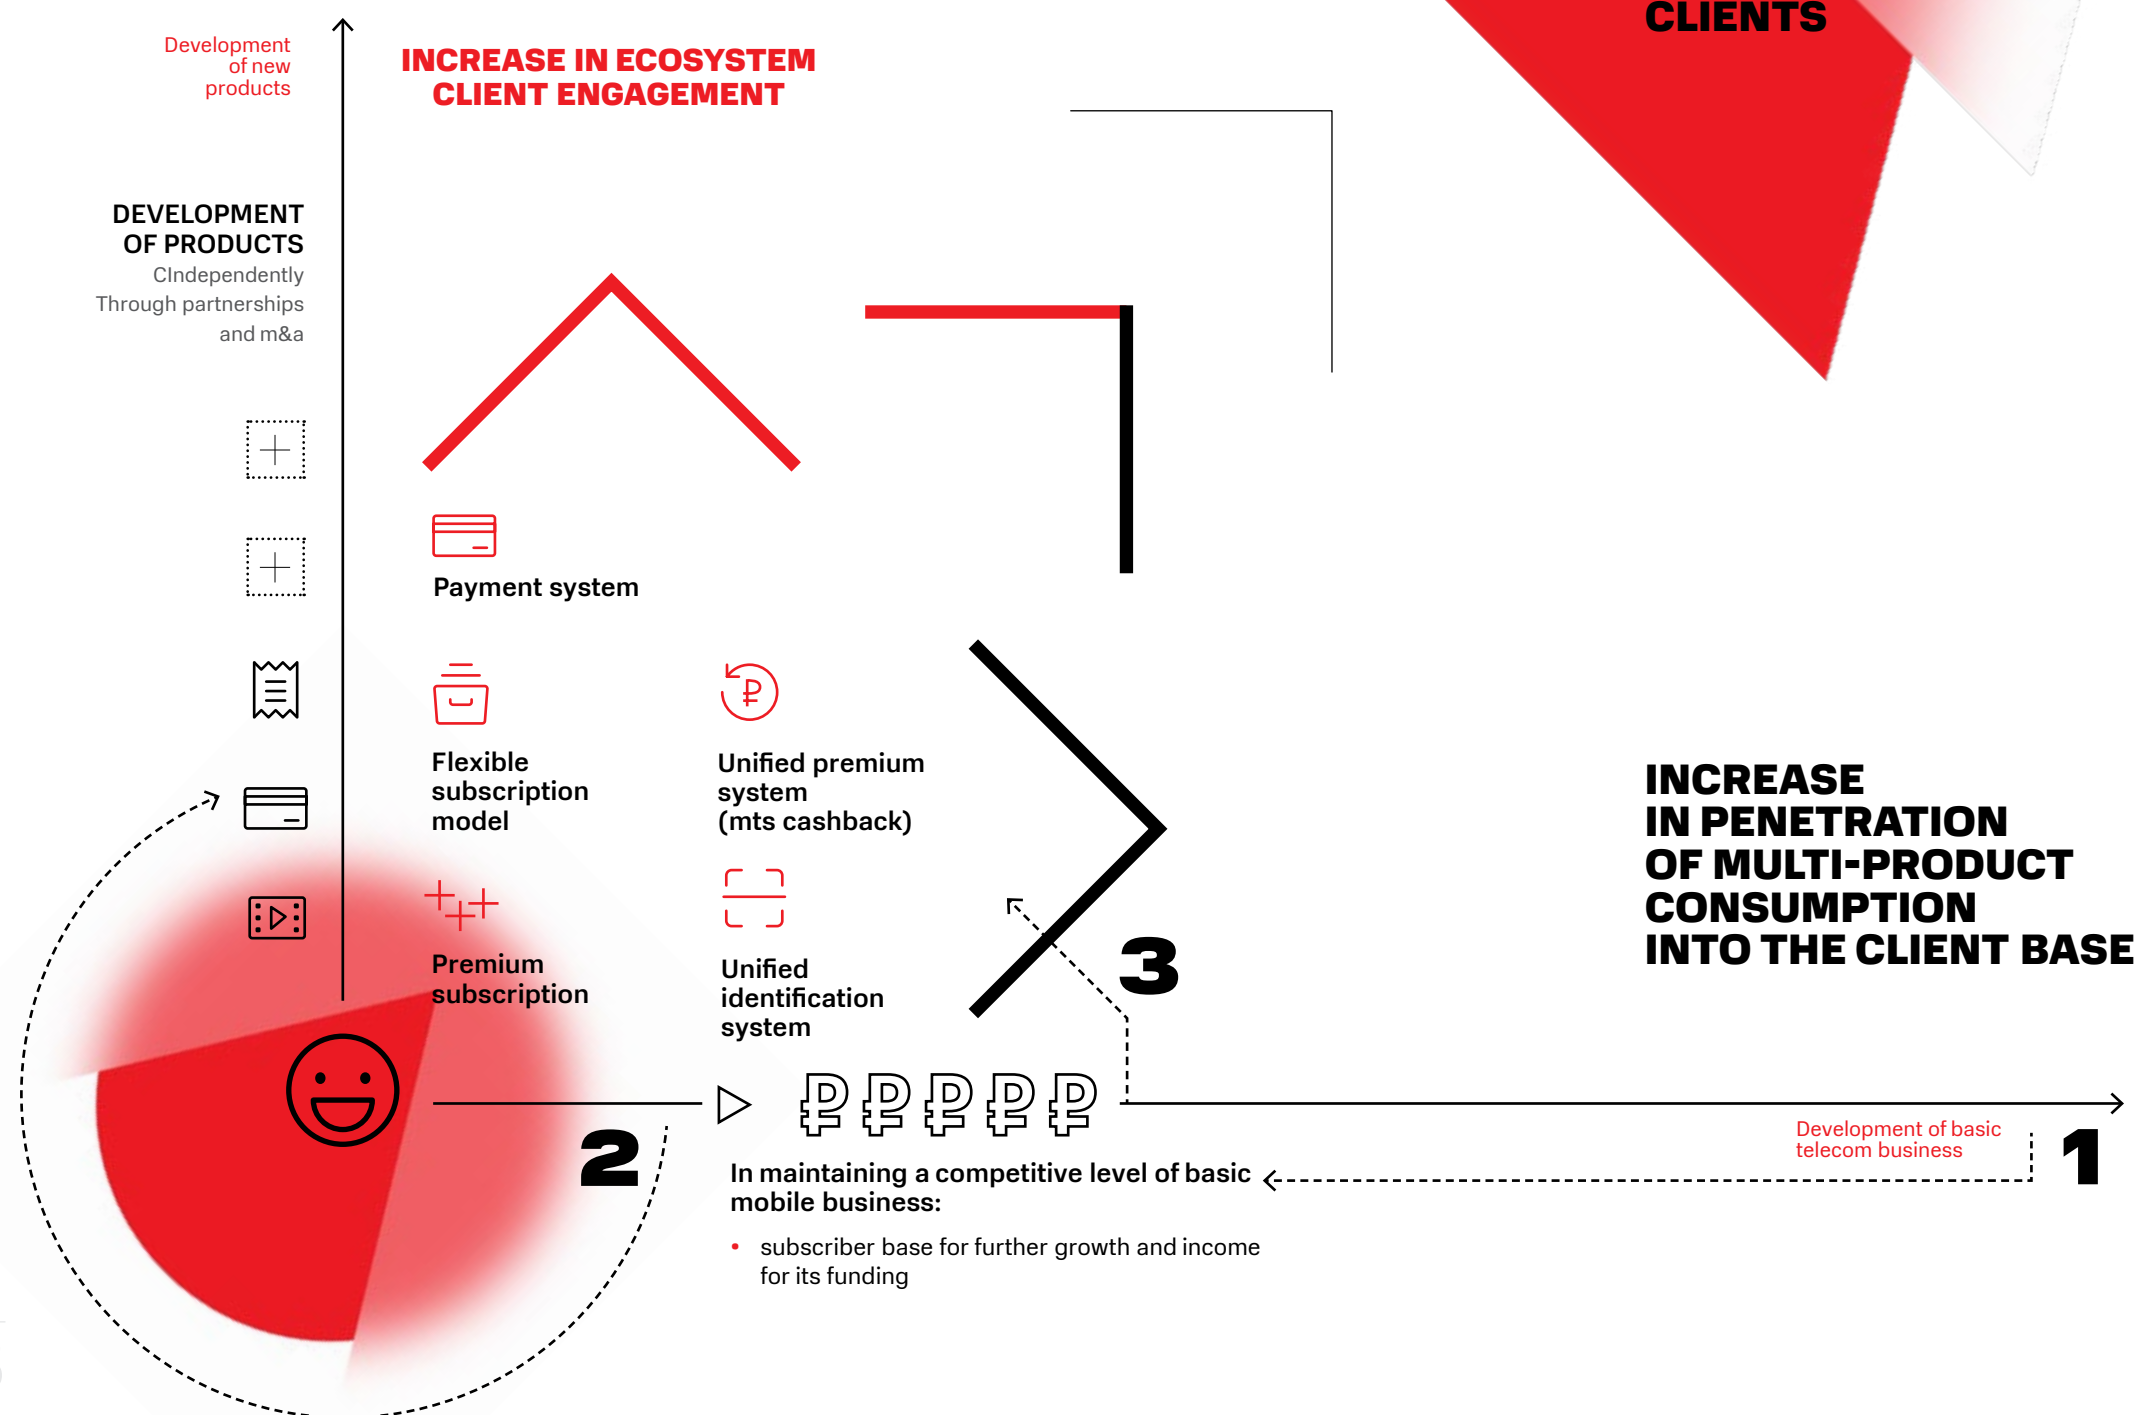 CLIENTS
Development
of new
products
INCREASE IN ECOSYSTEM
CLIENT ENGAGEMENT
DEVELOPMENT
OF PRODUCTS
CIndependently
Through partnerships
and m&a
Payment system
Flexible
subscription
model
Unified premium
system
(mts cashback)
Premium
subscription
Unified
identification
system
INCREASE
IN PENETRATION
OF MULTI-PRODUCT
CONSUMPTION
INTO THE CLIENT BASE
3
₽ ₽ ₽ ₽ ₽
2
Development of basic
telecom business
1
In maintaining a competitive level of basic
mobile business:
• subscriber base for further growth and income
for its funding